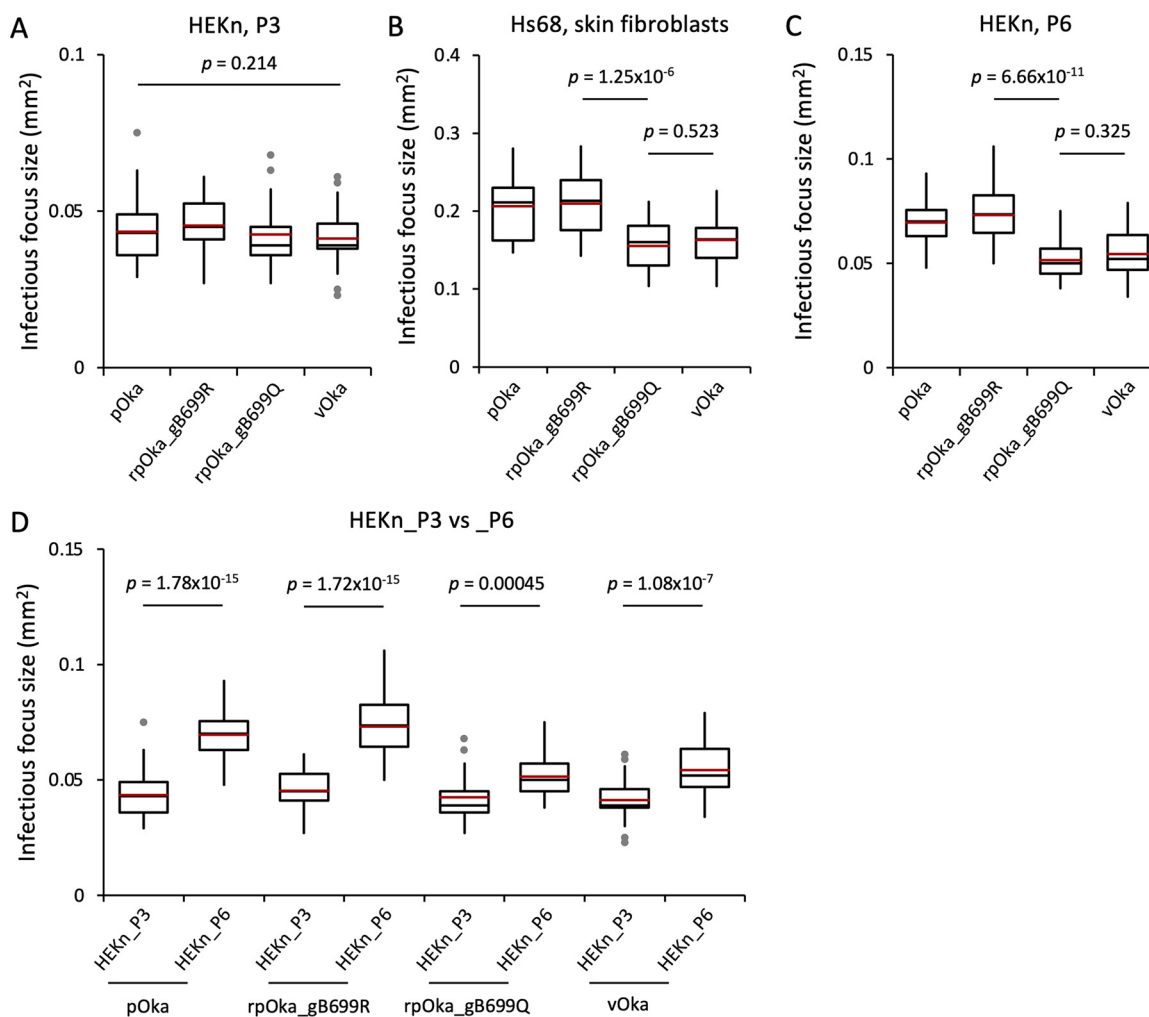 A
HEKn, P3
Infectious focus size (mm²)
0.1
0.05
0
p = 0.214
pOka
rpOka_gB699R
rpOka_gB699Q
vOka
B
Hs68, skin fibroblasts
Infectious focus size (mm²)
0.4
0.3
0.2
0.1
0
p = 1.25x10⁻⁶
p = 0.523
pOka
rpOka_gB699R
rpOka_gB699Q
vOka
C
HEKn, P6
Infectious focus size (mm²)
0.15
0.1
0.05
0
p = 6.66x10⁻¹¹
p = 0.325
pOka
rpOka_gB699R
rpOka_gB699Q
vOka
D
HEKn_P3 vs _P6
Infectious focus size (mm²)
0.15
0.1
0.05
0
p = 1.78x10⁻¹⁵
p = 1.72x10⁻¹⁵
p = 0.00045
p = 1.08x10⁻⁷
HEKn_P3
HEKn_P6
HEKn_P3
HEKn_P6
HEKn_P3
HEKn_P6
HEKn_P3
HEKn_P6
pOka
rpOka_gB699R
rpOka_gB699Q
vOka